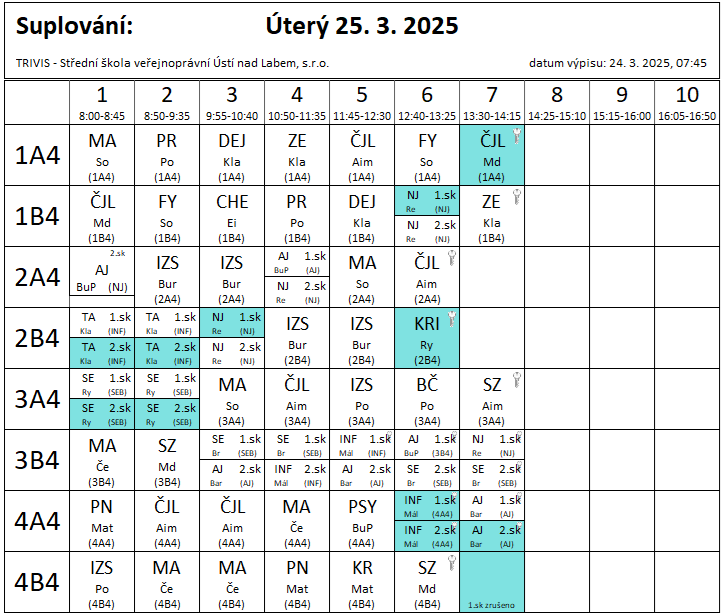 Suplování: Úterý 25. 3. 2025
TRIVIS - Střední škola veřejnoprávní Ústí nad Labem, s.r.o. datum výpisu: 24. 3. 2025, 07:45
1 2 3 4 5 6 7 8 9 10
8:00-8:45 8:50-9:35 9:55-10:40 10:50-11:35 11:45-12:30 12:40-13:25 13:30-14:15 14:25-15:10 15:15-16:00 16:05-16:50
1A4
MA PR DEJ ZE ČJL FY ČJL
So Po Kla Kla Aim So Md
(1A4) (1A4) (1A4) (1A4) (1A4) (1A4) (1A4)
1B4
ČJL FY CHE PR DEJ NJ 1.sk ZE
Md So Ei Po Kla Re (NJ) Kla
NJ 2.sk
Re (NJ)
(1B4) (1B4) (1B4) (1B4) (1B4) (1B4)
2A4
2.sk
AJ IZS IZS AJ 1.sk MA ČJL
BuP (NJ) Bur Bur BuP (AJ) So Aim
NJ 2.sk
Re (NJ)
(2A4) (2A4) (2A4) (2A4)
2B4
TA 1.sk TA 1.sk NJ 1.sk IZS IZS KRI
Kla (INF) Kla (INF) Re (NJ) Bur Bur Ry
TA 2.sk TA 2.sk NJ 2.sk
Kla (INF) Kla (INF) Re (NJ) (2B4) (2B4) (2B4)
3A4
SE 1.sk SE 1.sk MA ČJL IZS BČ SZ
Ry (SEB) Ry (SEB) So Aim Po Po Aim
SE 2.sk SE 2.sk
Ry (SEB) Ry (SEB) (3A4) (3A4) (3A4) (3A4) (3A4)
3B4
MA SZ SE 1.sk SE 1.sk INF 1.sk AJ 1.sk NJ 1.sk
Če Md Br (SEB) Br (SEB) Mál (INF) BuP (3B4) Re (NJ)
AJ 2.sk INF 2.sk AJ 2.sk SE 2.sk SE 2.sk
(3B4) (3B4) Bar (AJ) Mál (INF) Bar (AJ) Br (SEB) Br (SEB)
4A4
PN ČJL ČJL MA PSY INF 1.sk AJ 1.sk
Mat Aim Aim Če BuP Mál (4A4) Bar (AJ)
INF 2.sk AJ 2.sk
(4A4) (4A4) (4A4) (4A4) (4A4) Mál (4A4) Bar (AJ)
4B4
IZS MA MA PN KR SZ
Po Če Če Mat Mat Md
(4B4) (4B4) (4B4) (4B4) (4B4) (4B4) 1.sk zrušeno